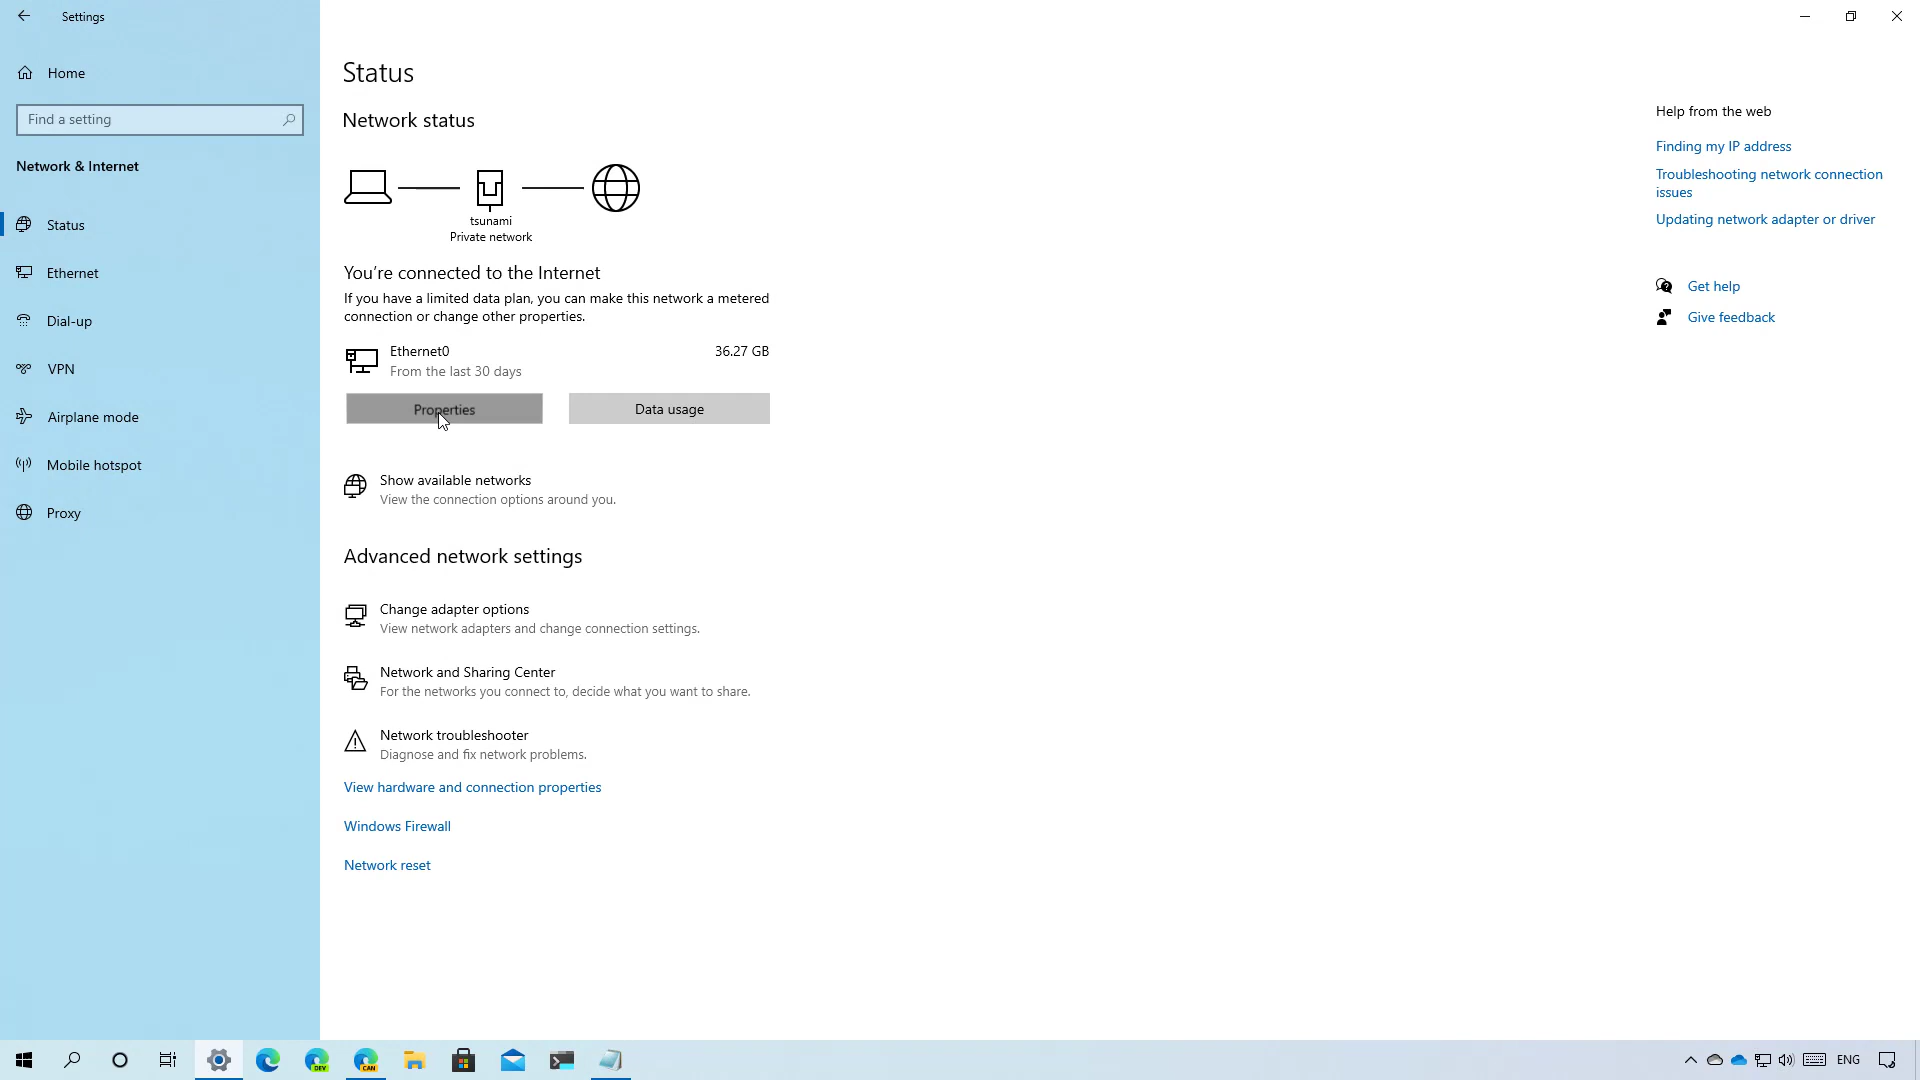 Settings
Home
Find a setting
Network & Internet
Status
Ethernet
Dial-up
VPN
Airplane mode
Mobile hotspot
Proxy
Status
Network status
tsunami
Private network
You’re connected to the Internet
If you have a limited data plan, you can make this network a metered
connection or change other properties.
Ethernet0
36.27 GB
From the last 30 days
Properties
Data usage
Show available networks
View the connection options around you.
Advanced network settings
Change adapter options
View network adapters and change connection settings.
Network and Sharing Center
For the networks you connect to, decide what you want to share.
Network troubleshooter
Diagnose and fix network problems.
View hardware and connection properties
Windows Firewall
Network reset
Help from the web
Finding my IP address
Troubleshooting network connection
issues
Updating network adapter or driver
Get help
Give feedback
DEV
CAN
ENG